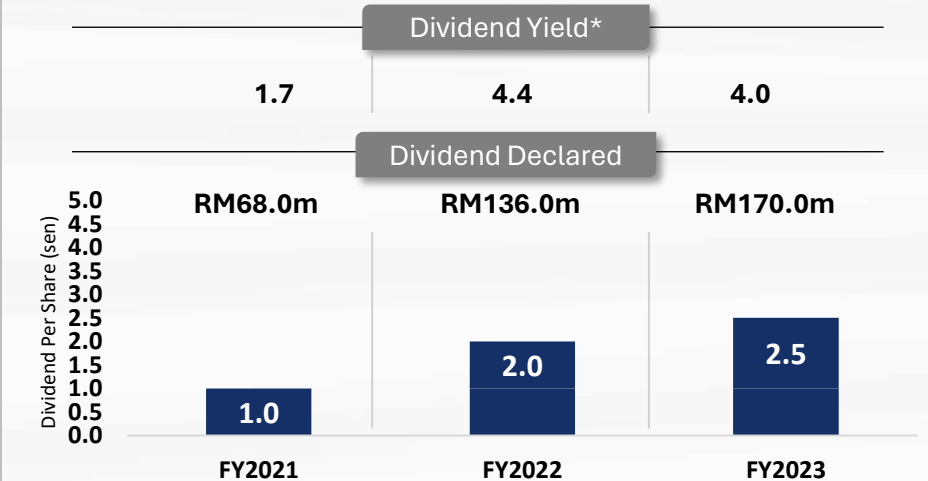 Dividend Yield*
1.7 4.4 4.0
Dividend Declared
RM68.0m RM136.0m RM170.0m
Dividend Per Share (sen)
5.0
4.5
4.0
3.5
3.0
2.5
2.0
1.5
1.0
0.5
0.0
1.0 2.0 2.5
FY2021 FY2022 FY2023